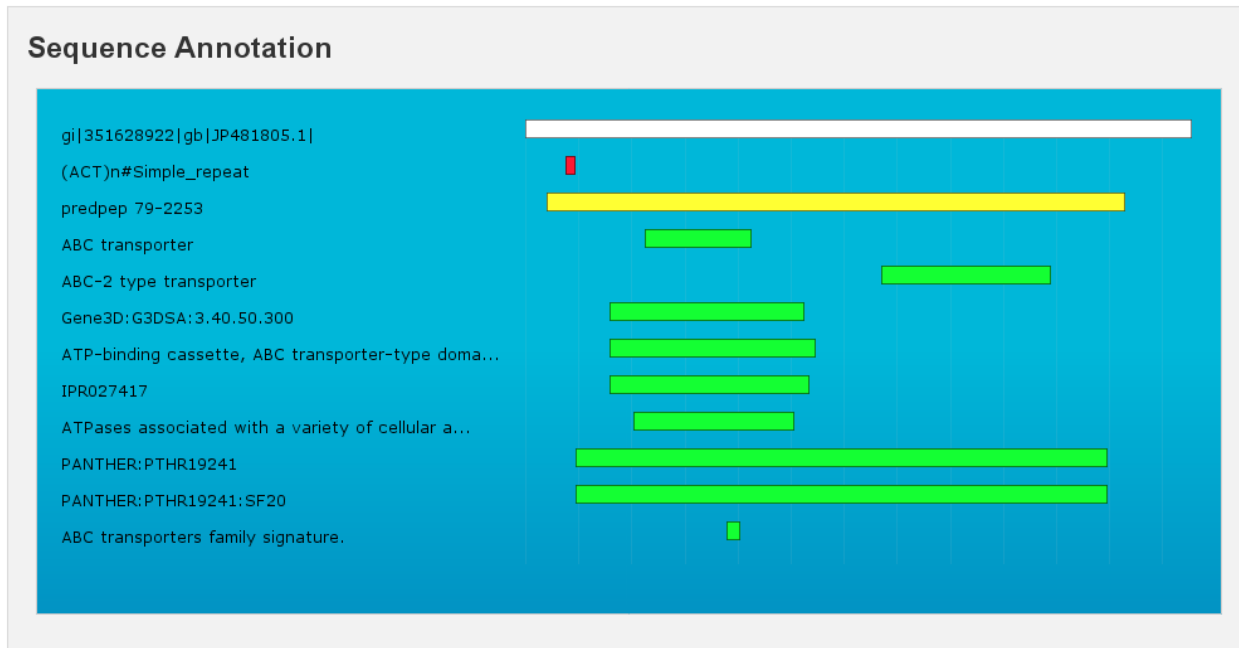 Sequence Annotation
gi|351628922|gb|JP481805.1|
(ACT)n#Simple_repeat
predpep 79-2253
ABC transporter
ABC-2 type transporter
Gene3D:G3DSA:3.40.50.300
ATP-binding cassette, ABC transporter-type doma...
IPR027417
ATPases associated with a variety of cellular a...
PANTHER:PTHR19241
PANTHER:PTHR19241:SF20
ABC transporters family signature.